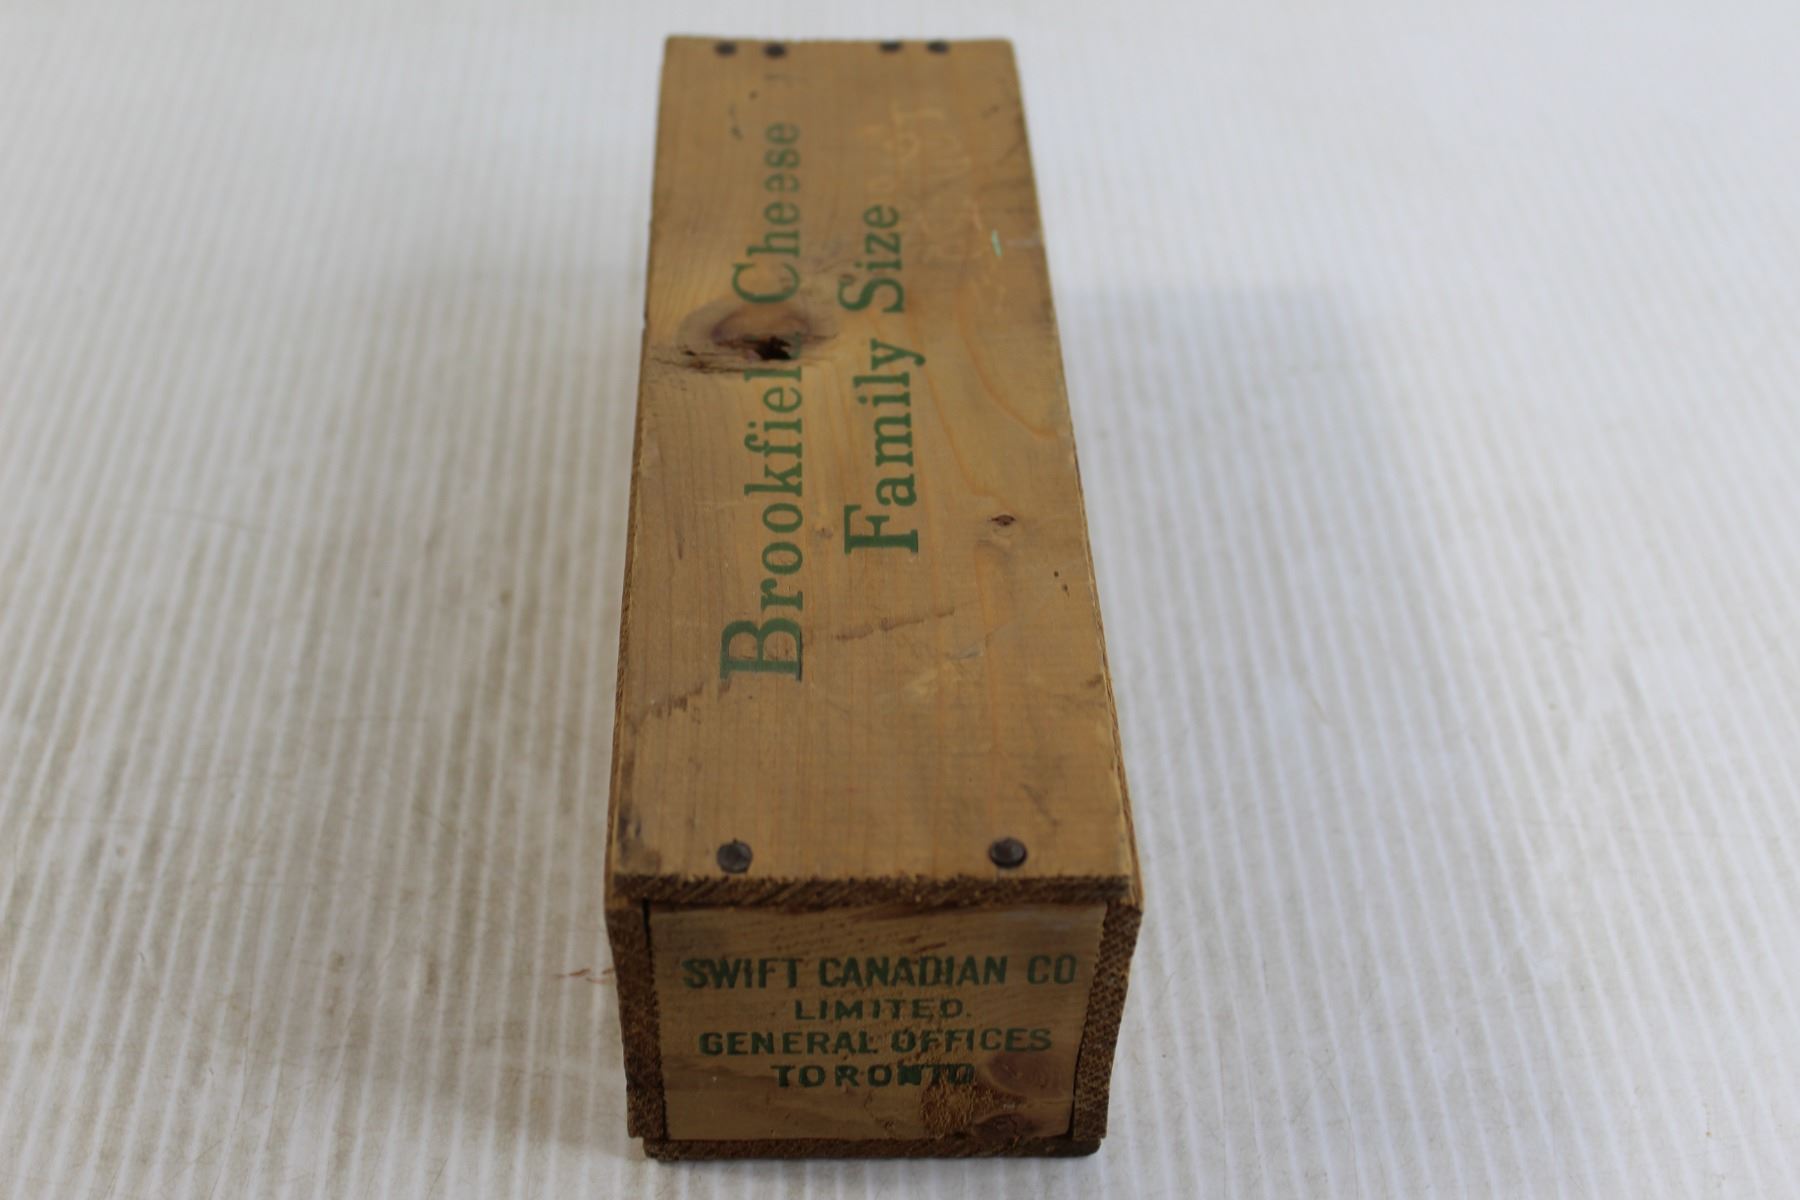 Brookfield Cheese
Family Size
SWIFT CANADIAN CO
LIMITED.
GENERAL OFFICES
TORONTO